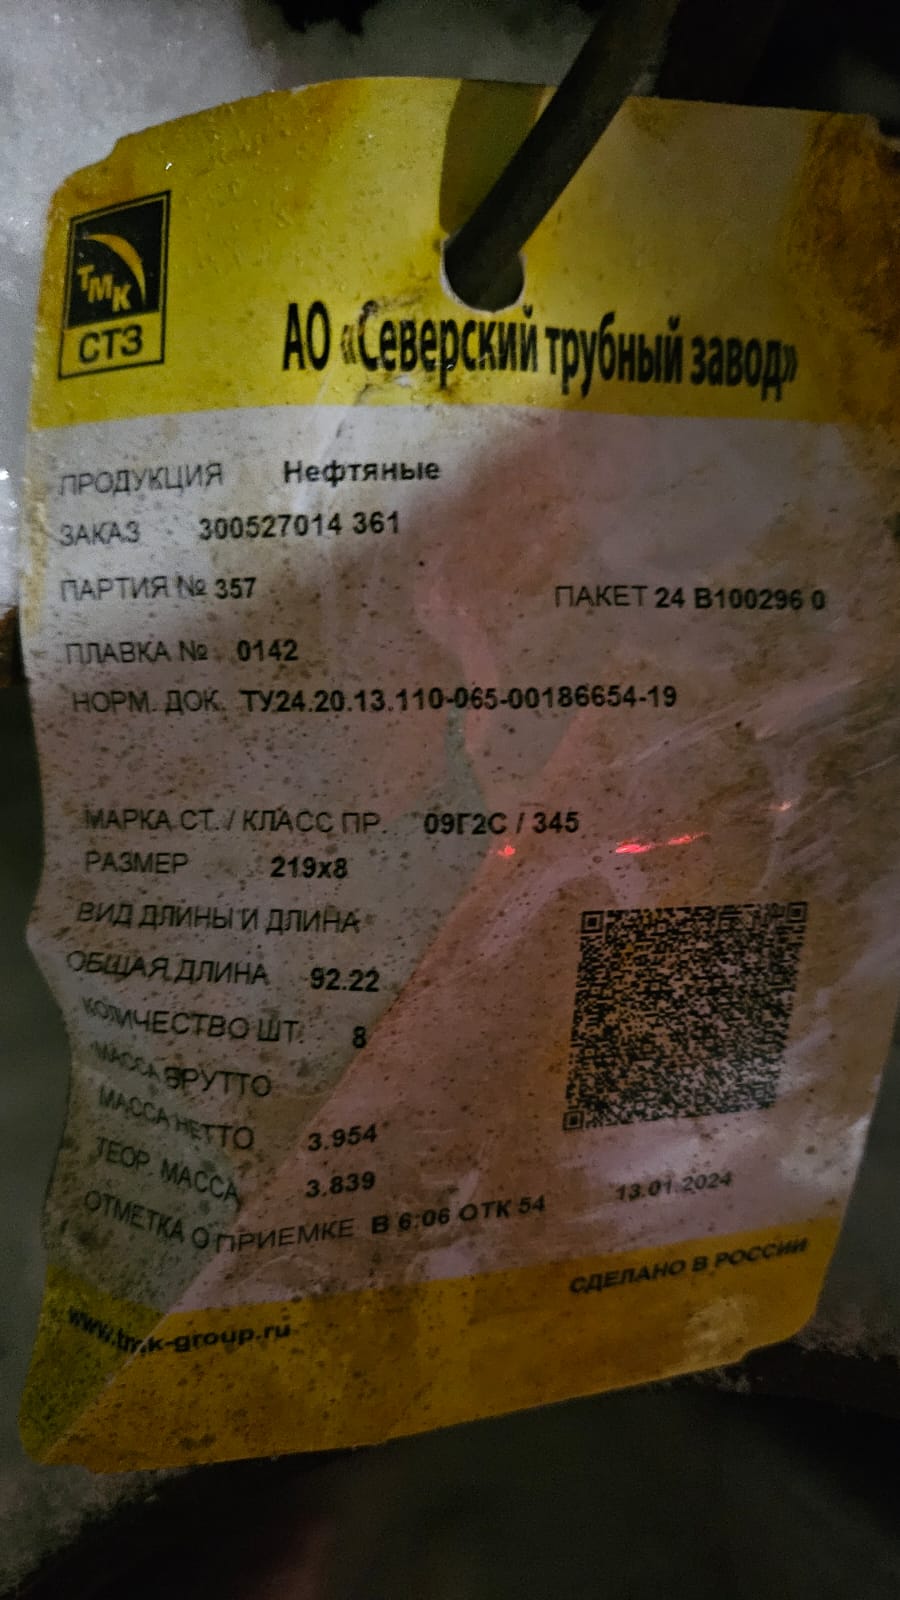 ТМК
СТЗ
АО «Северский трубный завод»
ПРОДУКЦИЯ Нефтяные
ЗАКАЗ 300527014 361
ПАРТИЯ № 357 ПАКЕТ 24 В100296 0
ПЛАВКА № 0142
НОРМ. ДОК. ТУ24.20.13.110-065-00186654-19
МАРКА СТ. / КЛАСС ПР. 09Г2С / 345
РАЗМЕР 219х8
ВИД ДЛИНЫ И ДЛИНА
ОБЩАЯ ДЛИНА 92.22
КОЛИЧЕСТВО ШТ. 8
МАССА БРУТТО
МАССА НЕТТО 3.954
ТЕОР. МАССА 3.839
ОТМЕТКА О ПРИЕМКЕ В 6:06 ОТК 54 13.01.2024
СДЕЛАНО В РОССИИ
www.tmk-group.ru